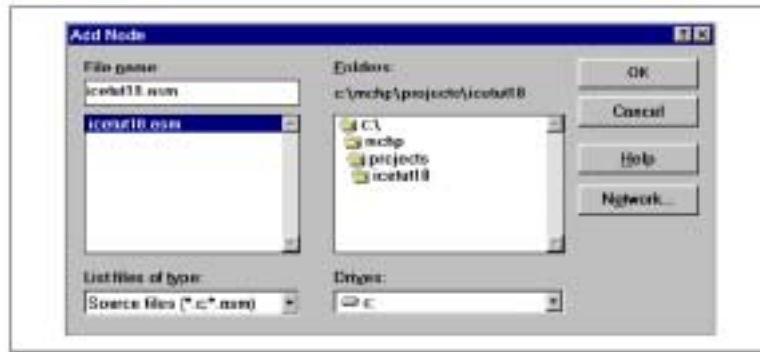 Add Node
File name:
icetut18.asm
icetut18.asm
List files of type:
Source files (*.c;*.asm)
Folders:
c:\mchp\projects\icetut18
c:\
mchp
projects
icetut18
Drives:
c:
OK
Cancel
Help
Network...